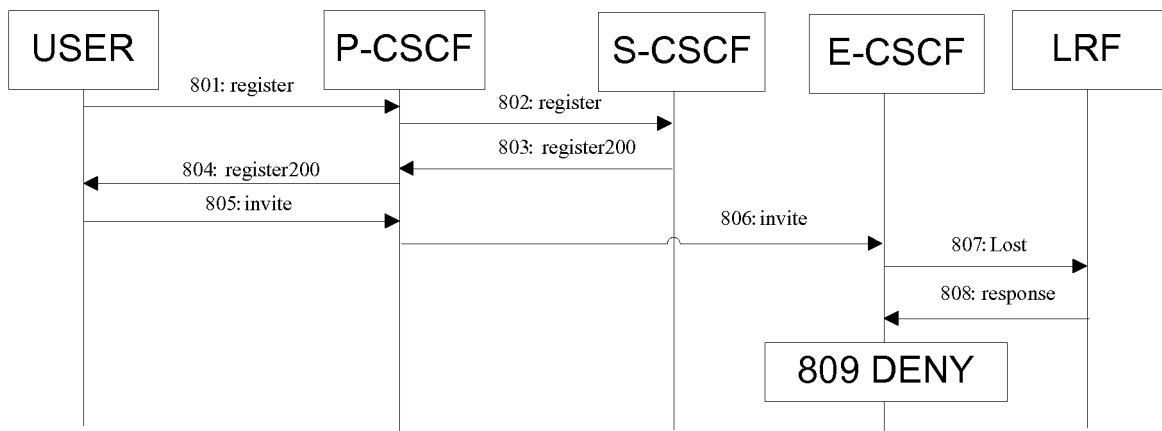 USER
P-CSCF
S-CSCF
E-CSCF
LRF
801: register
802: register
803: register200
804: register200
805: invite
806: invite
807: Lost
808: response
809 DENY